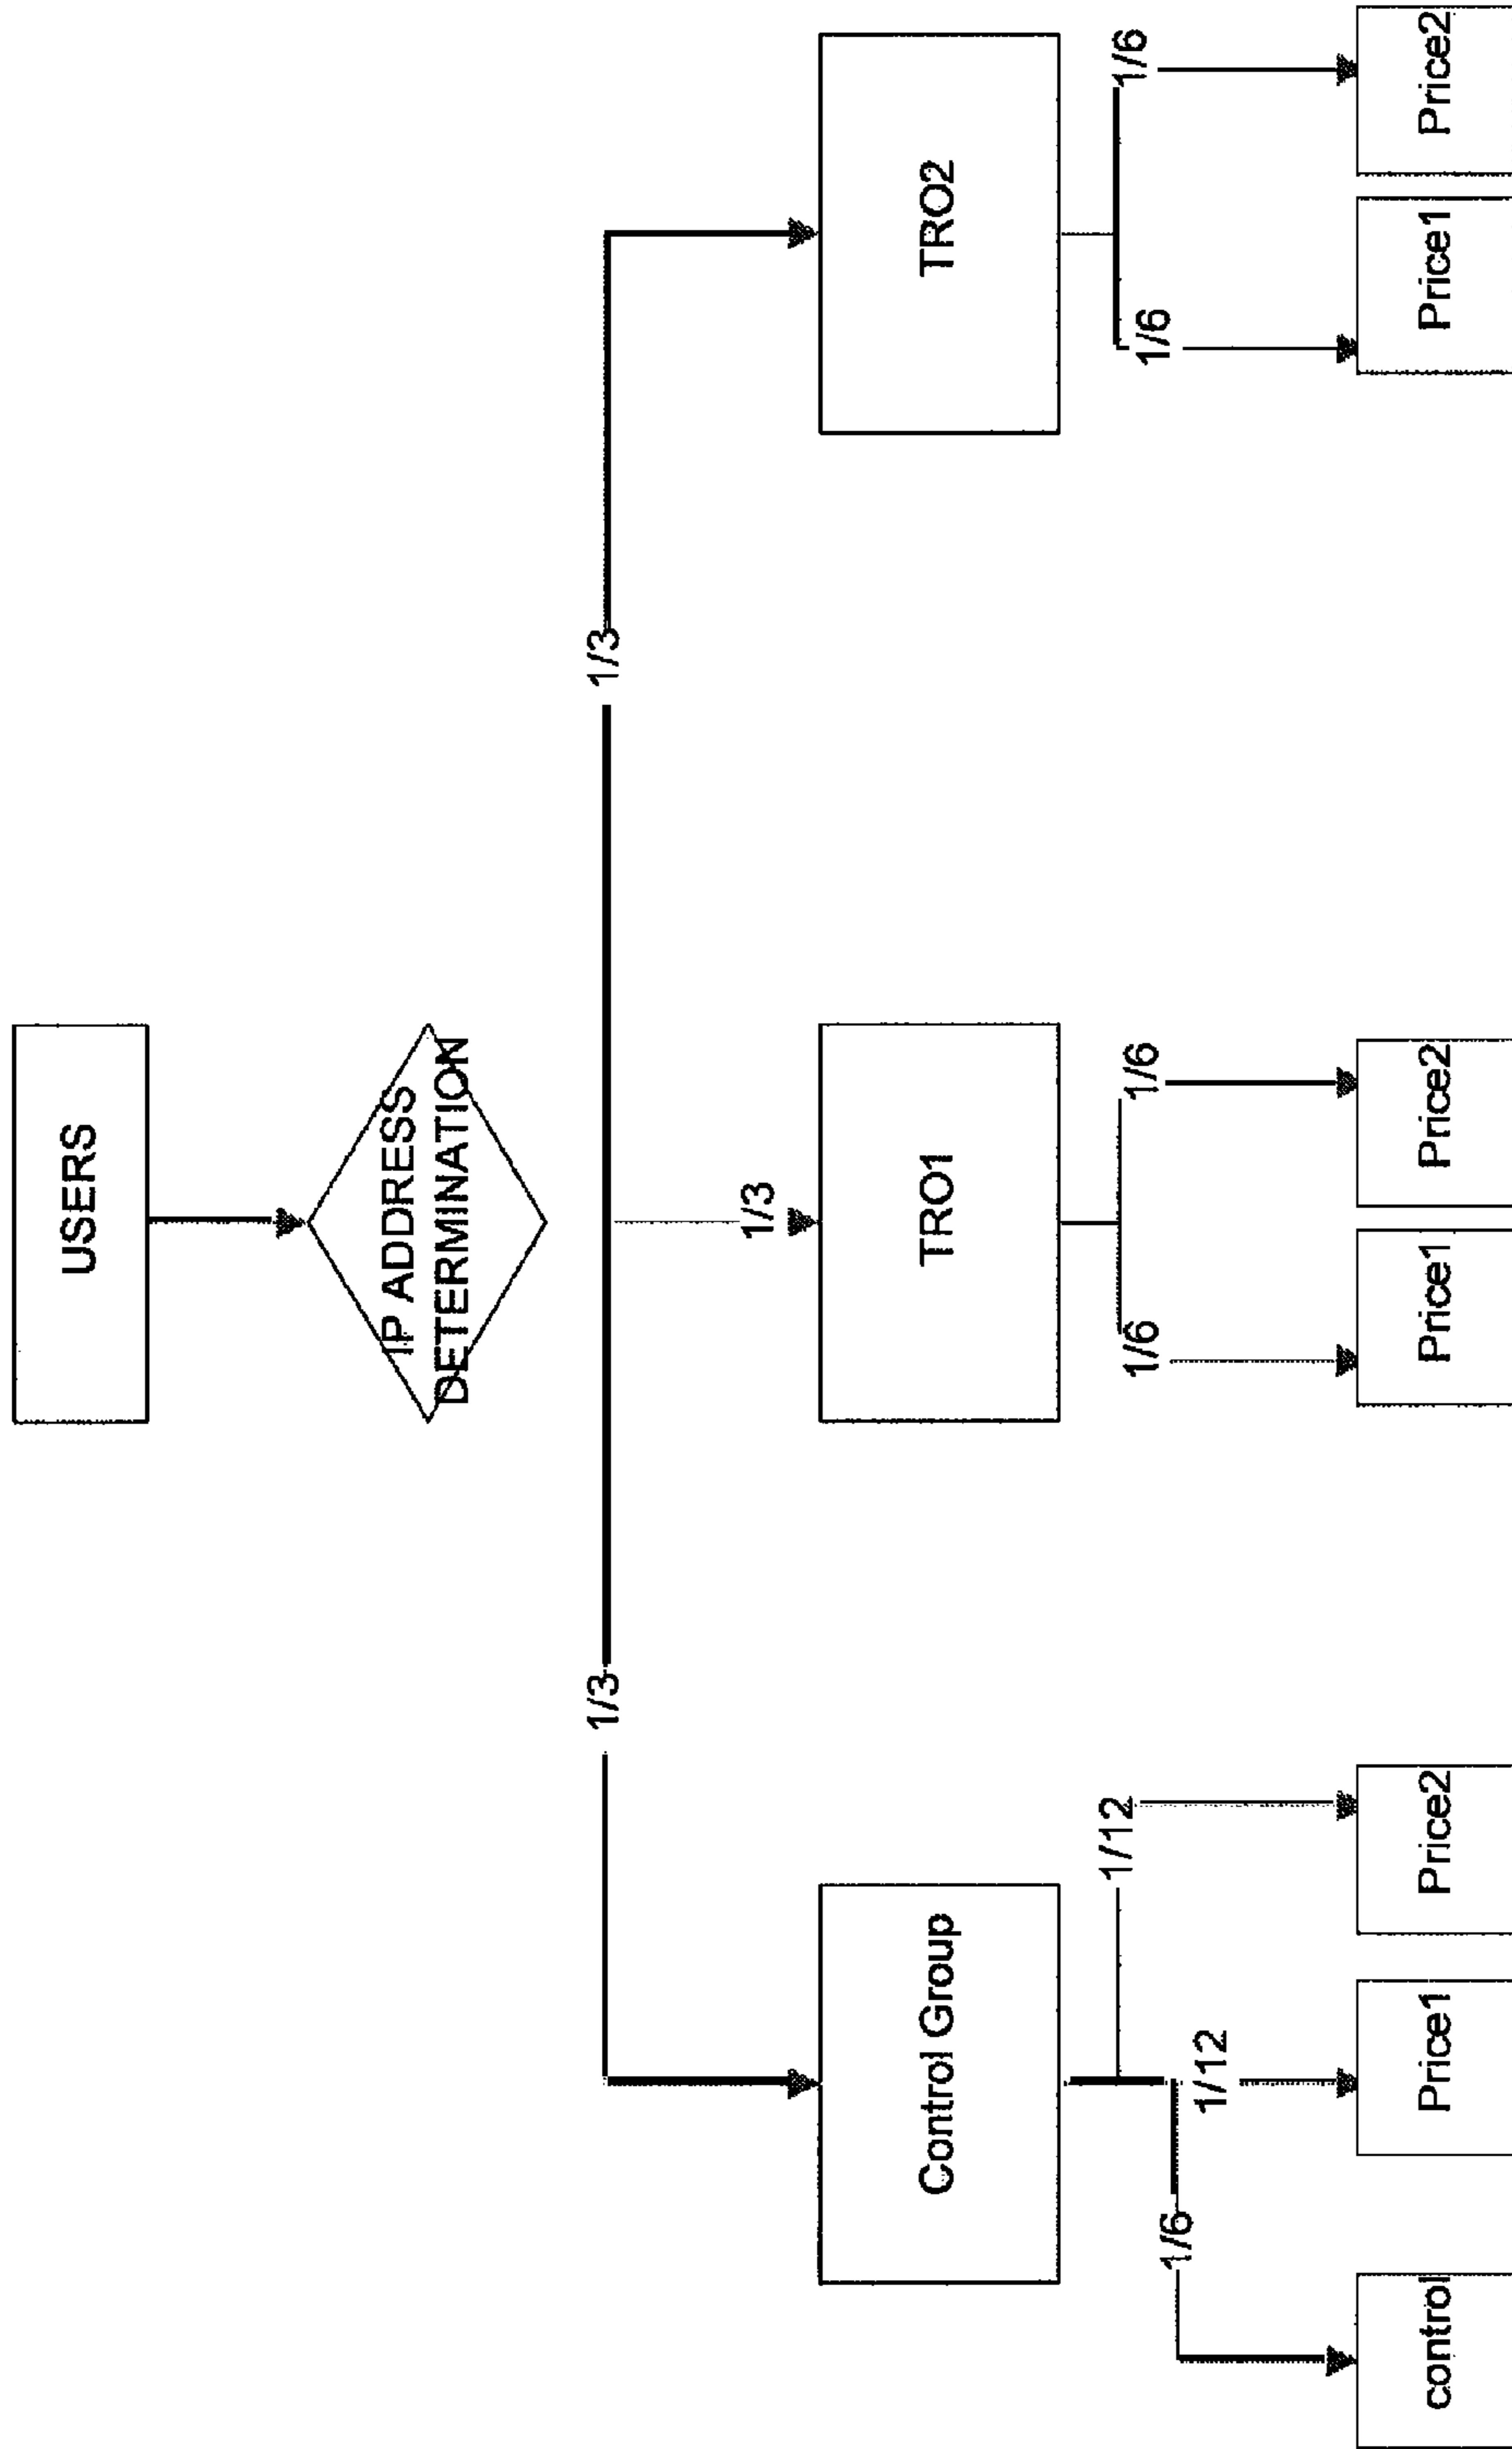 USERS
IP ADDRESS
DETERMINATION
1/3
1/3
1/3
Control Group
TRO1
TRO2
1/6
1/12
1/12
1/6
1/6
1/6
1/6
control
Price1
Price2
Price1
Price2
Price1
Price2